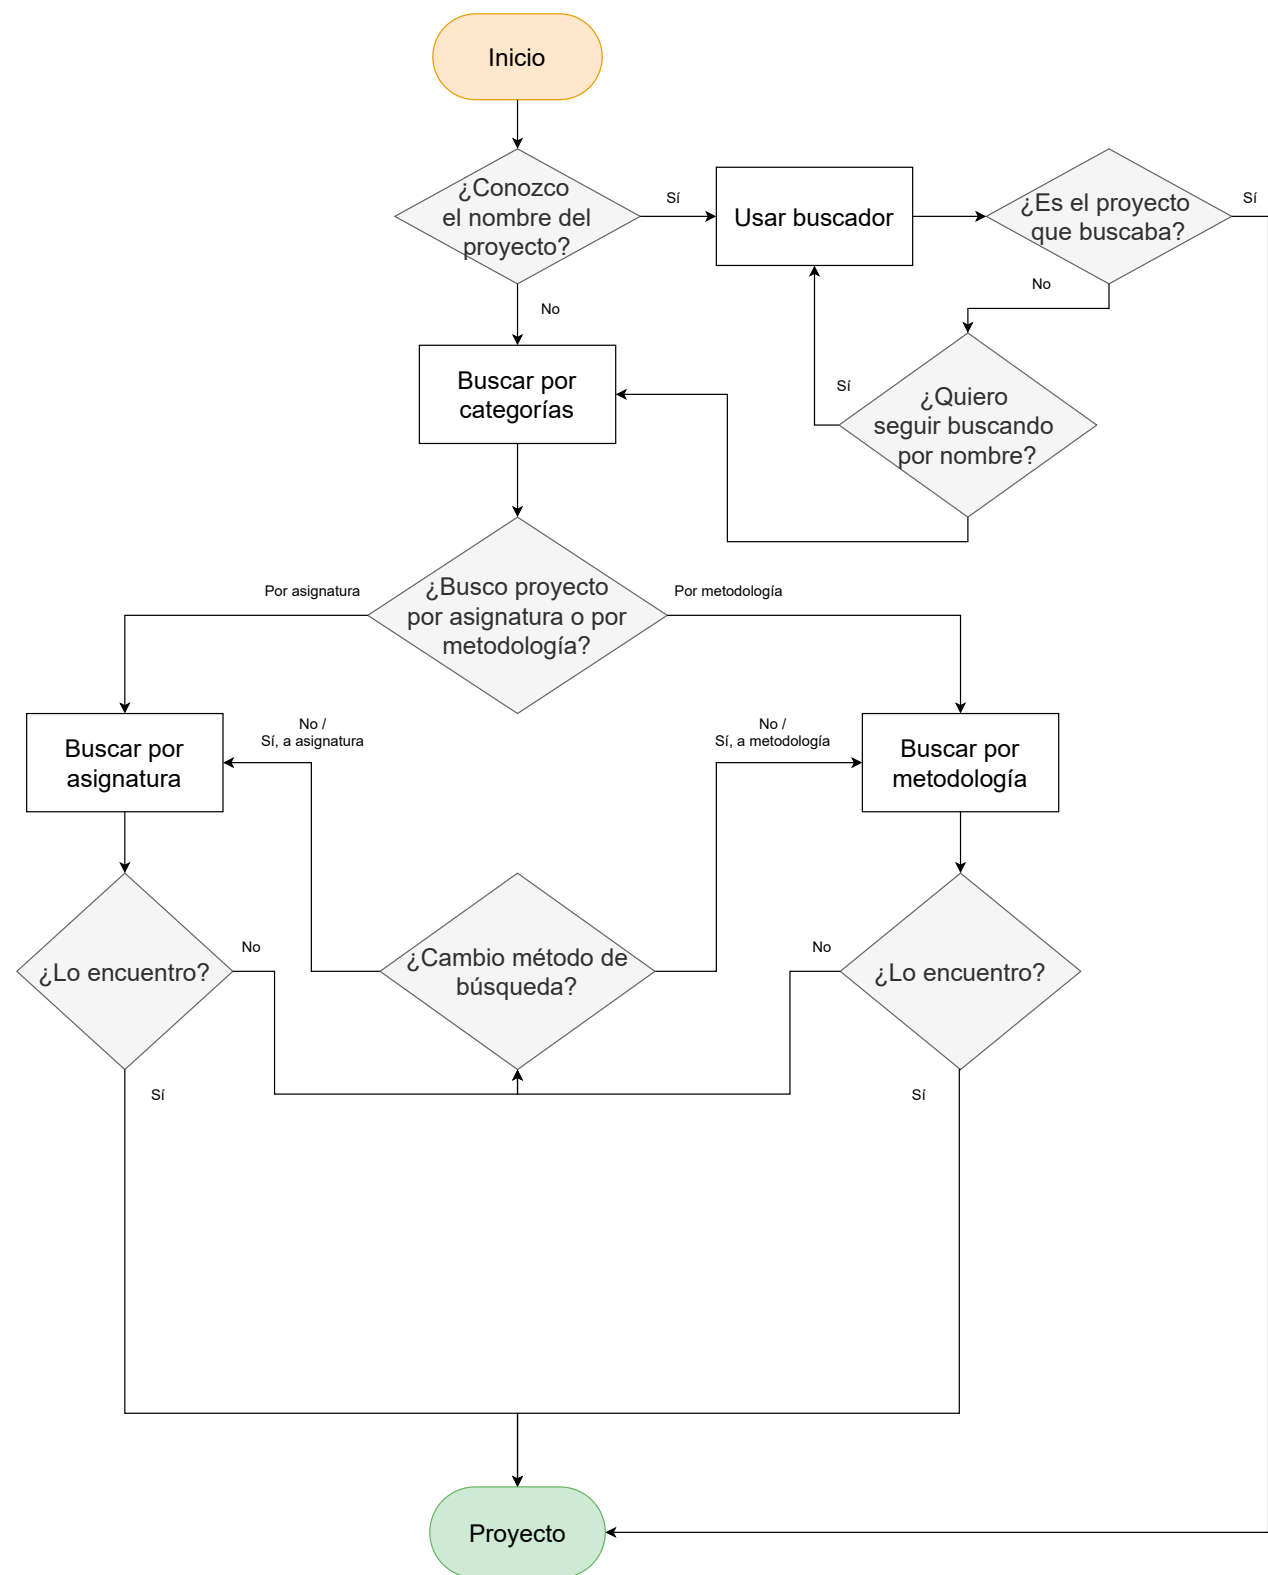 Inicio
¿Conozco
el nombre del
proyecto?
Sí
Usar buscador
¿Es el proyecto
que buscaba?
Sí
No
No
Buscar por
categorías
Sí
¿Quiero
seguir buscando
por nombre?
¿Busco proyecto
por asignatura o por
metodología?
Por asignatura
Por metodología
Buscar por
asignatura
No /
Sí, a asignatura
No /
Sí, a metodología
Buscar por
metodología
¿Lo encuentro?
No
¿Cambio método de
búsqueda?
No
¿Lo encuentro?
Sí
Sí
Proyecto